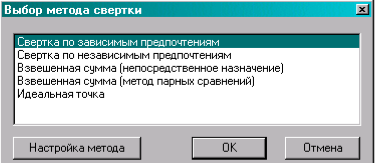 Выбор метода свертки
Свертка по зависимым предпочтениям
Свертка по независимым предпочтениям
Взвешенная сумма (непосредственное назначение)
Взвешенная сумма (метод парных сравнений)
Идеальная точка
Настройка метода OK Отмена